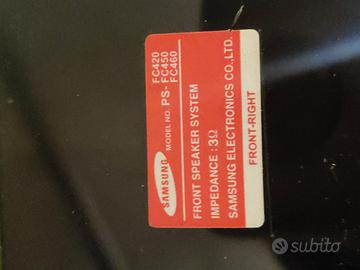 SAMSUNG
MODEL NO. PS-
FC420
FC450
FC460
FRONT SPEAKER SYSTEM
IMPEDANCE : 3Ω
SAMSUNG ELECTRONICS CO.,LTD.
FRONT-RIGHT
subito